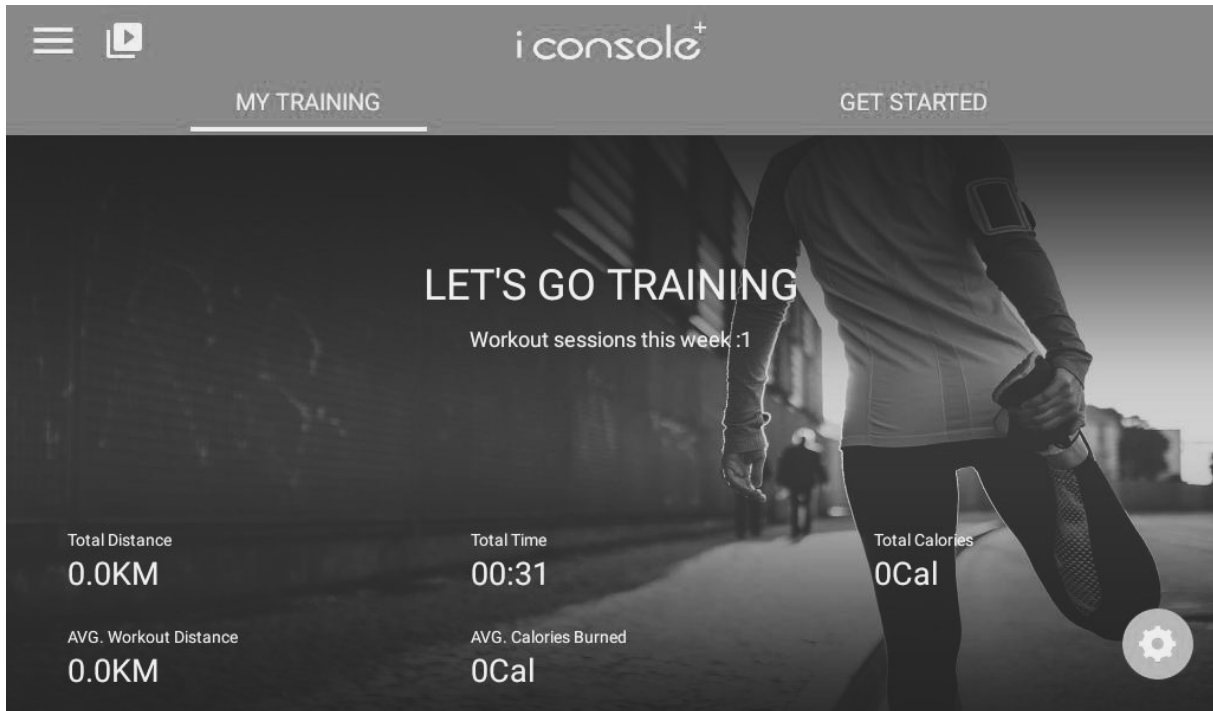 i console+
MY TRAINING
GET STARTED
LET'S GO TRAINING
Workout sessions this week :1
Total Distance
0.0KM
Total Time
00:31
Total Calories
0Cal
AVG. Workout Distance
0.0KM
AVG. Calories Burned
0Cal